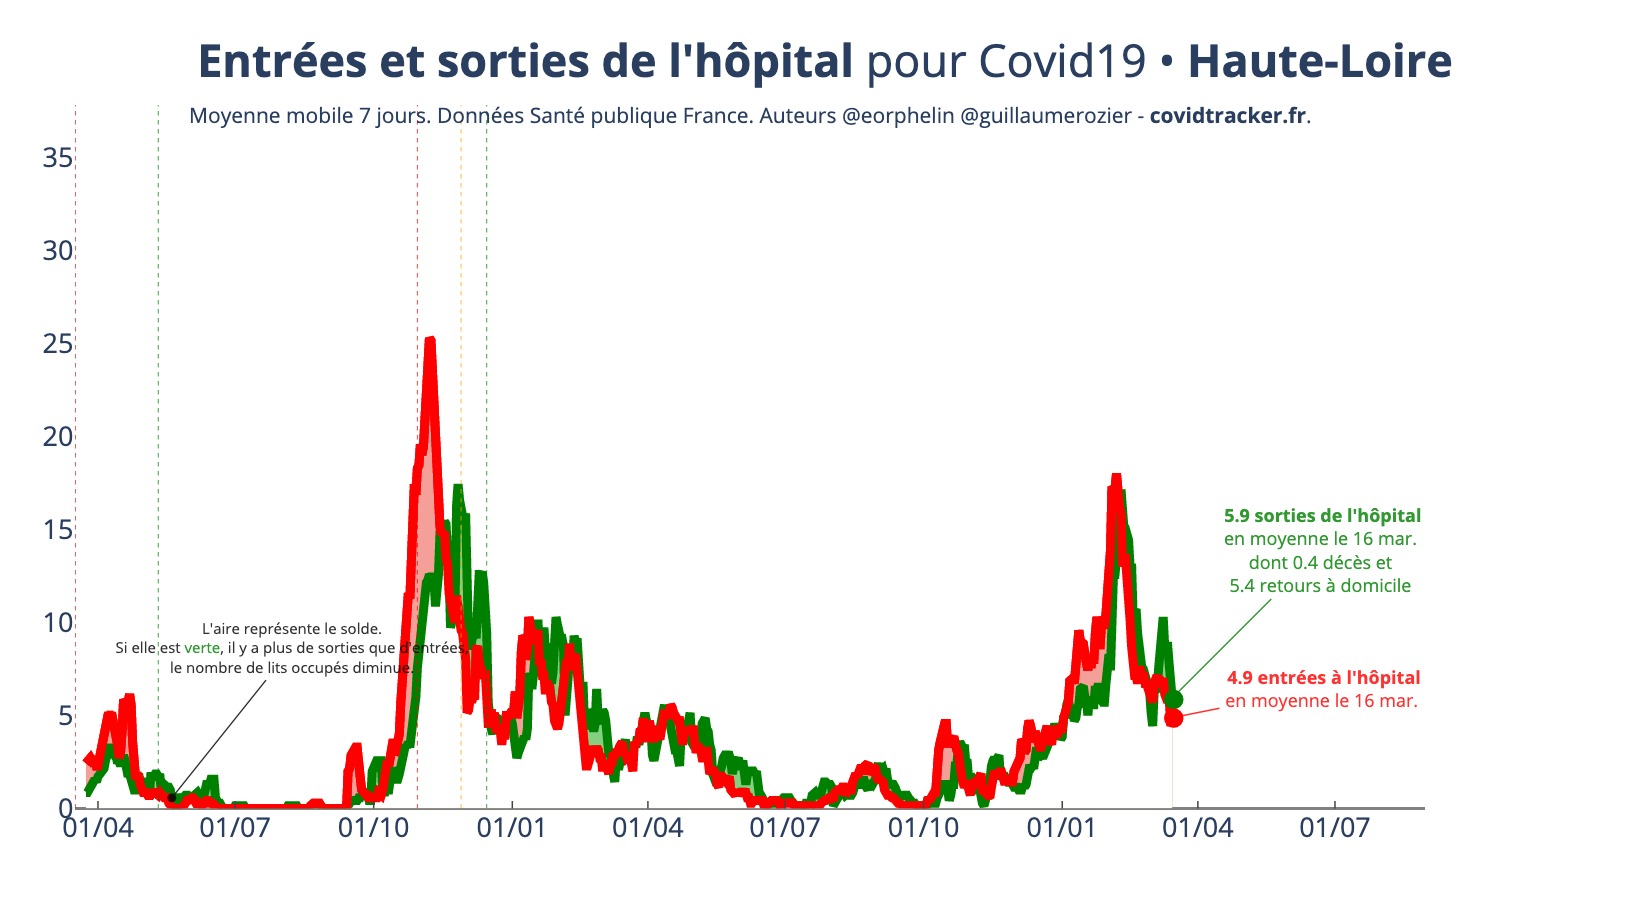 Entrées et sorties de l'hôpital pour Covid19 • Haute-Loire
Moyenne mobile 7 jours. Données Santé publique France. Auteurs @eorphelin @guillaumerozier - covidtracker.fr.
35
30
25
20
15
10
5
0
L'aire représente le solde.
Si elle est verte, il y a plus de sorties que d'entrées,
le nombre de lits occupés diminue.
5.9 sorties de l'hôpital
en moyenne le 16 mar.
dont 0.4 décès et
5.4 retours à domicile
4.9 entrées à l'hôpital
en moyenne le 16 mar.
01/04 01/07 01/10 01/01 01/04 01/07 01/10 01/01 01/04 01/07